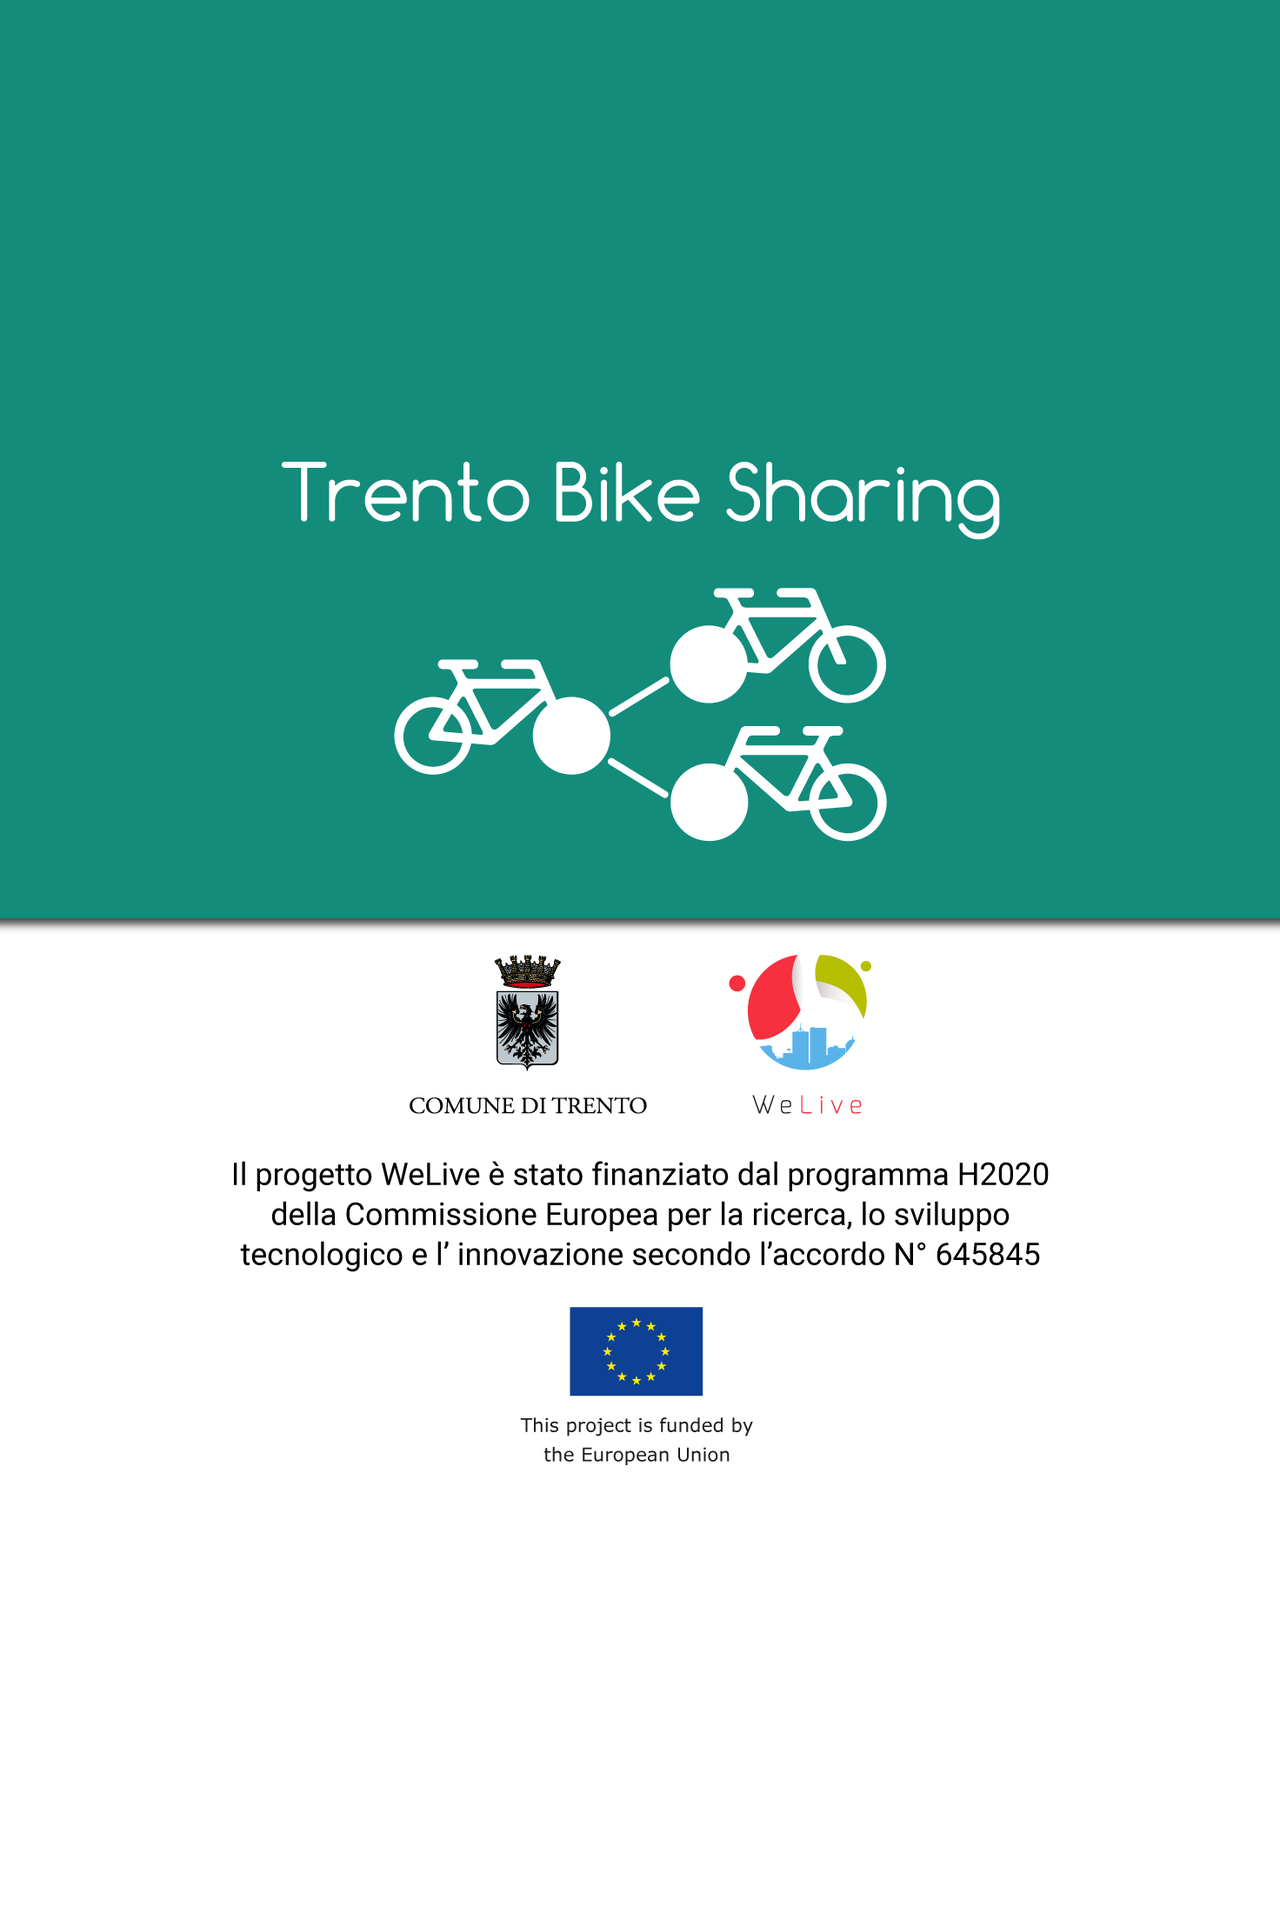 Trento Bike Sharing
COMUNE DI TRENTO
WeLive
Il progetto WeLive è stato finanziato dal programma H2020
della Commissione Europea per la ricerca, lo sviluppo
tecnologico e l’ innovazione secondo l’accordo N° 645845
This project is funded by
the European Union